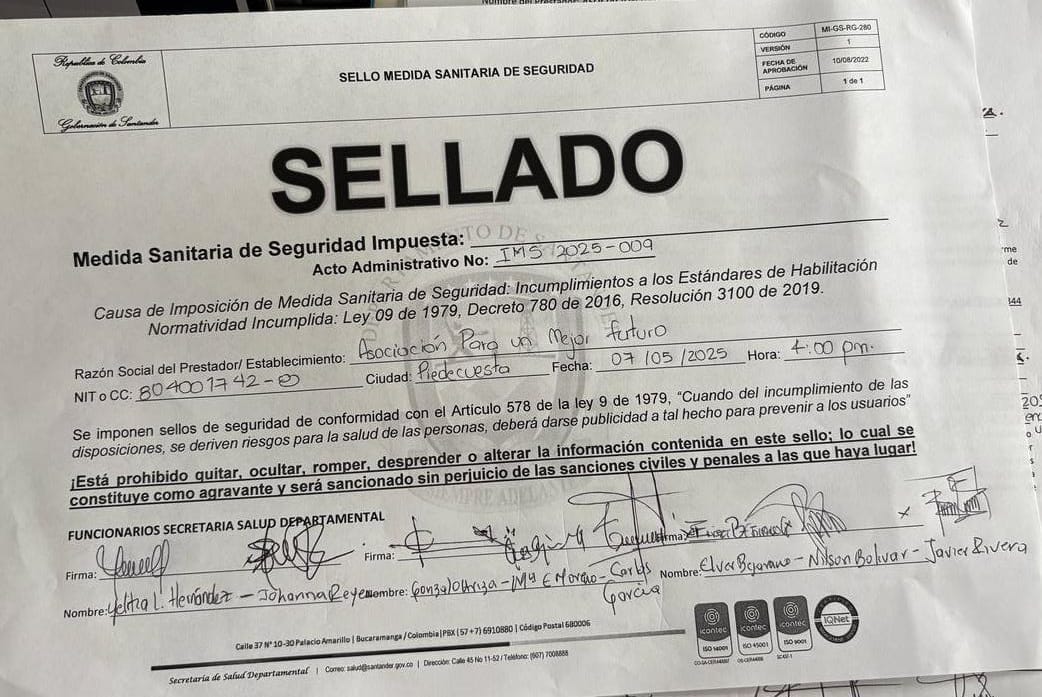 República de Colombia
Gobernación de Santander
SELLO MEDIDA SANITARIA DE SEGURIDAD
CÓDIGO MI-GS-RG-280
VERSIÓN 1
FECHA DE APROBACIÓN 10/08/2022
PÁGINA 1 de 1
SELLADO
Medida Sanitaria de Seguridad Impuesta:
Acto Administrativo No: IMS 2025-009
Causa de Imposición de Medida Sanitaria de Seguridad: Incumplimientos a los Estándares de Habilitación
Normatividad Incumplida: Ley 09 de 1979, Decreto 780 de 2016, Resolución 3100 de 2019.
Razón Social del Prestador/ Establecimiento: Asociación Para un Mejor futuro
NIT o CC: 804001742-0 Ciudad: Piedecuesta Fecha: 07/05/2025 Hora: 4:00 pm.
Se imponen sellos de seguridad de conformidad con el Artículo 578 de la ley 9 de 1979, “Cuando del incumplimiento de las
disposiciones, se deriven riesgos para la salud de las personas, deberá darse publicidad a tal hecho para prevenir a los usuarios”
¡Está prohibido quitar, ocultar, romper, desprender o alterar la información contenida en este sello; lo cual se
constituye como agravante y será sancionado sin perjuicio de las sanciones civiles y penales a las que haya lugar!
FUNCIONARIOS SECRETARIA SALUD DEPARTAMENTAL
Firma: Firma: Firma:
Nombre: Yelitza L. Hernández - Johanna Reyes Nombre: Gonzalo - Carlos García Nombre: Elver Bejarano - Nilson Bolivar - Javier Rivera
Calle 37 N° 10-30 Palacio Amarillo | Bucaramanga / Colombia | PBX (57+7) 6910880 | Código Postal 680006
Secretaría de Salud Departamental | Correo: salud@santander.gov.co | Dirección: Calle 45 No 11-52 / Teléfono: (607) 7008888
icontec icontec icontec IQNet
ISO 14001 ISO 45001 ISO 9001